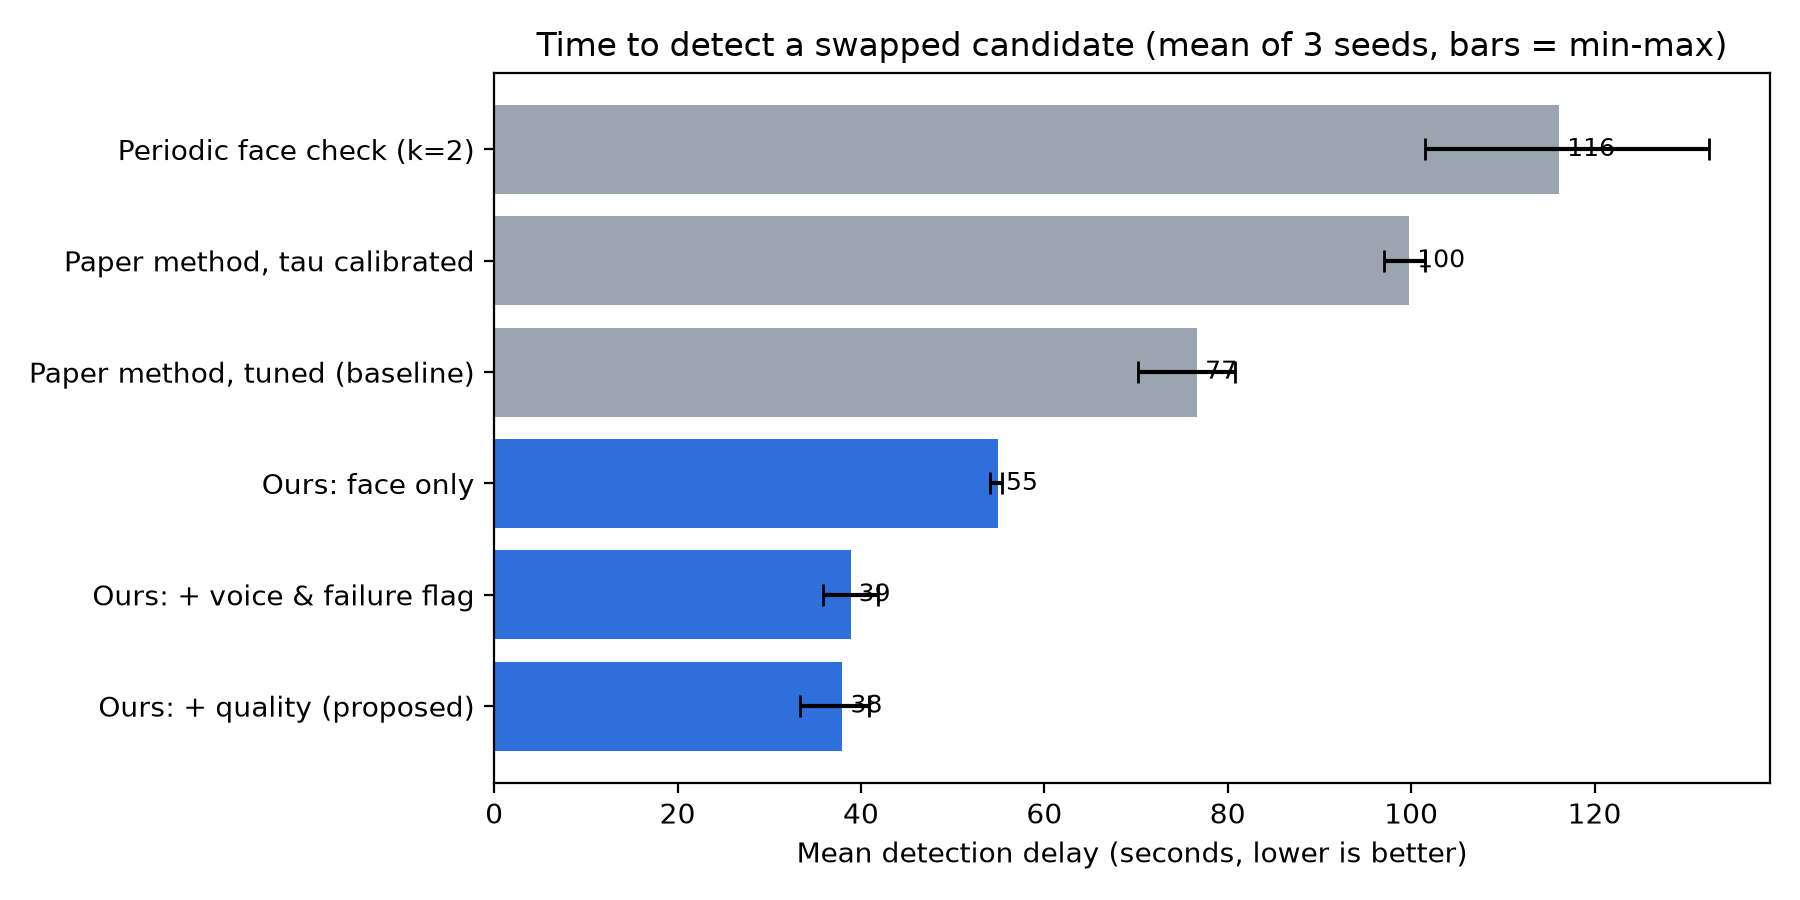 Time to detect a swapped candidate (mean of 3 seeds, bars = min-max)
Periodic face check (k=2)
116
Paper method, tau calibrated
100
Paper method, tuned (baseline)
77
Ours: face only
55
Ours: + voice & failure flag
39
Ours: + quality (proposed)
38
0 20 40 60 80 100 120
Mean detection delay (seconds, lower is better)